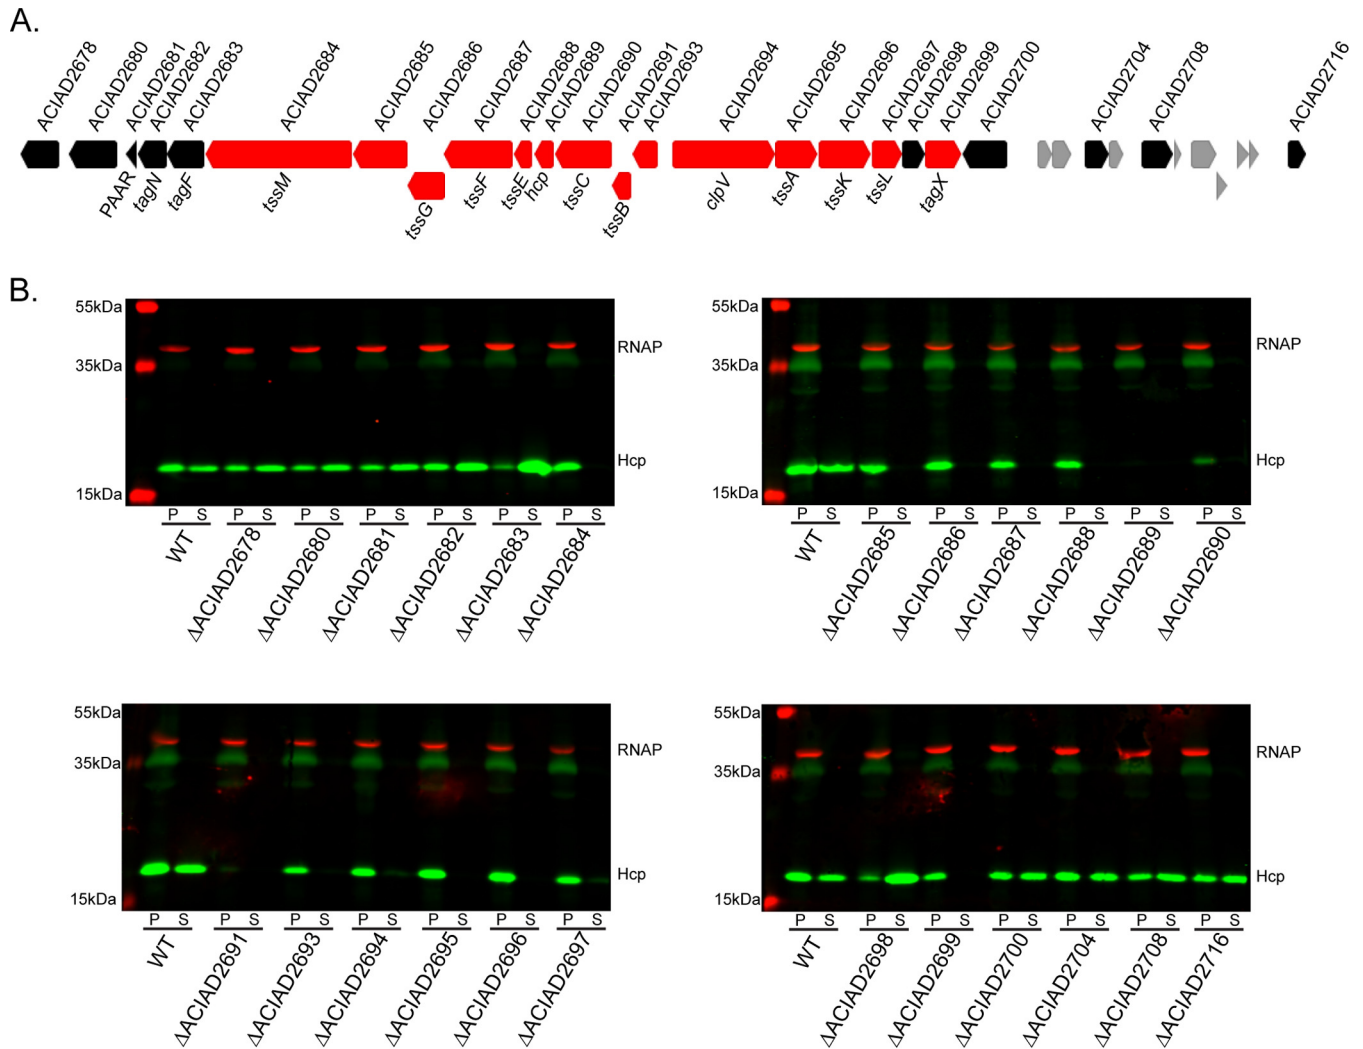 A.
ACIAD2678 ACIAD2680 ACIAD2681 ACIAD2682 ACIAD2683 ACIAD2684 ACIAD2685 ACIAD2686 ACIAD2687 ACIAD2688 ACIAD2689 ACIAD2690 ACIAD2691 ACIAD2693 ACIAD2694 ACIAD2695 ACIAD2696 ACIAD2697 ACIAD2698 ACIAD2699 ACIAD2700 ACIAD2704 ACIAD2708 ACIAD2716
PAAR tagN tagF tssM tssG tssF tssE hcp tssC tssB clpV tssA tssK tssL tagX
B.
55kDa
RNAP
35kDa
Hcp
15kDa
P S P S P S P S P S P S P S
WT ΔACIAD2678 ΔACIAD2680 ΔACIAD2681 ΔACIAD2682 ΔACIAD2683 ΔACIAD2684
55kDa
RNAP
35kDa
Hcp
15kDa
P S P S P S P S P S P S P S
WT ΔACIAD2685 ΔACIAD2686 ΔACIAD2687 ΔACIAD2688 ΔACIAD2689 ΔACIAD2690
55kDa
RNAP
35kDa
Hcp
15kDa
P S P S P S P S P S P S P S
WT ΔACIAD2691 ΔACIAD2693 ΔACIAD2694 ΔACIAD2695 ΔACIAD2696 ΔACIAD2697
55kDa
RNAP
35kDa
Hcp
15kDa
P S P S P S P S P S P S P S
WT ΔACIAD2698 ΔACIAD2699 ΔACIAD2700 ΔACIAD2704 ΔACIAD2708 ΔACIAD2716